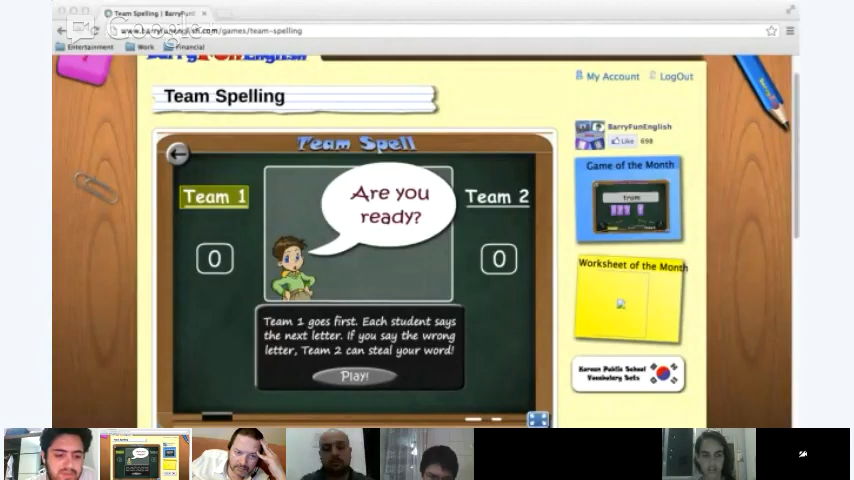 Team Spelling | BarryFunE
Google
www.barryfunenglish.com/games/team-spelling
Entertainment
Work
Financial
BarryFunEnglish
My Account
LogOut
Team Spelling
BarryFunEnglish
Like
698
Game of the Month
Team Spell
Are you
ready?
Team 1
Team 2
0
0
Worksheet of the Month
Team 1 goes first. Each student says
the next letter. If you say the wrong
letter, Team 2 can steal your word!
Play!
Korean Public School
Vocabulary Sets